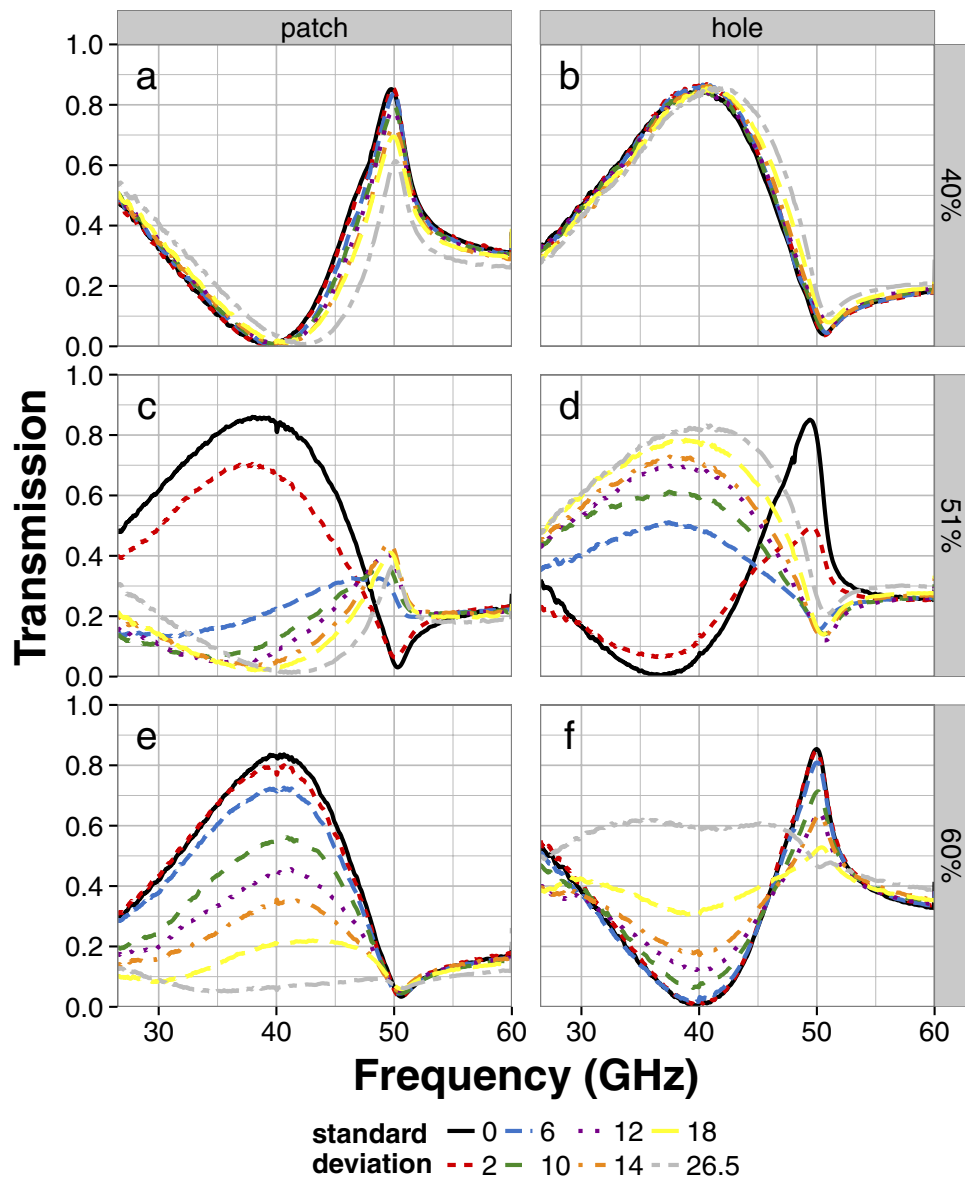 patch hole
a b
1.0
0.8
0.6
0.4
0.2
0.0
40%
c d
1.0
0.8
0.6
0.4
0.2
0.0
51%
Transmission
e f
1.0
0.8
0.6
0.4
0.2
0.0
60%
30 40 50 60 30 40 50 60
Frequency (GHz)
standard 0 6 12 18
deviation 2 10 14 26.5